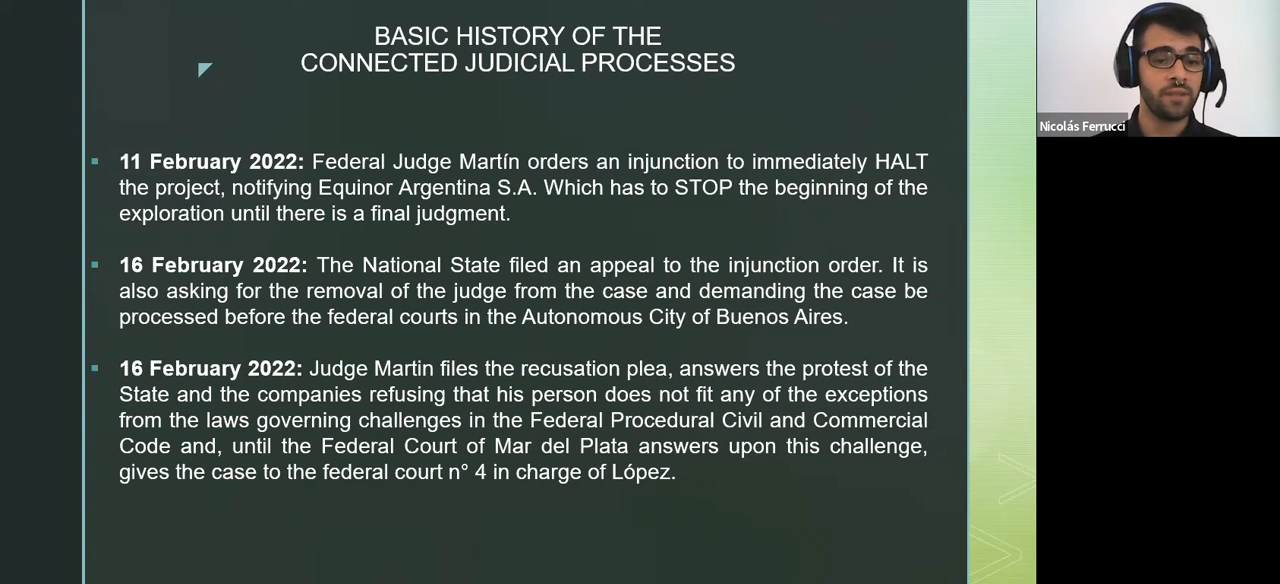 BASIC HISTORY OF THE
CONNECTED JUDICIAL PROCESSES
11 February 2022: Federal Judge Martín orders an injunction to immediately HALT
the project, notifying Equinor Argentina S.A. Which has to STOP the beginning of the
exploration until there is a final judgment.
16 February 2022: The National State filed an appeal to the injunction order. It is
also asking for the removal of the judge from the case and demanding the case be
processed before the federal courts in the Autonomous City of Buenos Aires.
16 February 2022: Judge Martin files the recusation plea, answers the protest of the
State and the companies refusing that his person does not fit any of the exceptions
from the laws governing challenges in the Federal Procedural Civil and Commercial
Code and, until the Federal Court of Mar del Plata answers upon this challenge,
gives the case to the federal court n° 4 in charge of López.
Nicolás Ferrucci